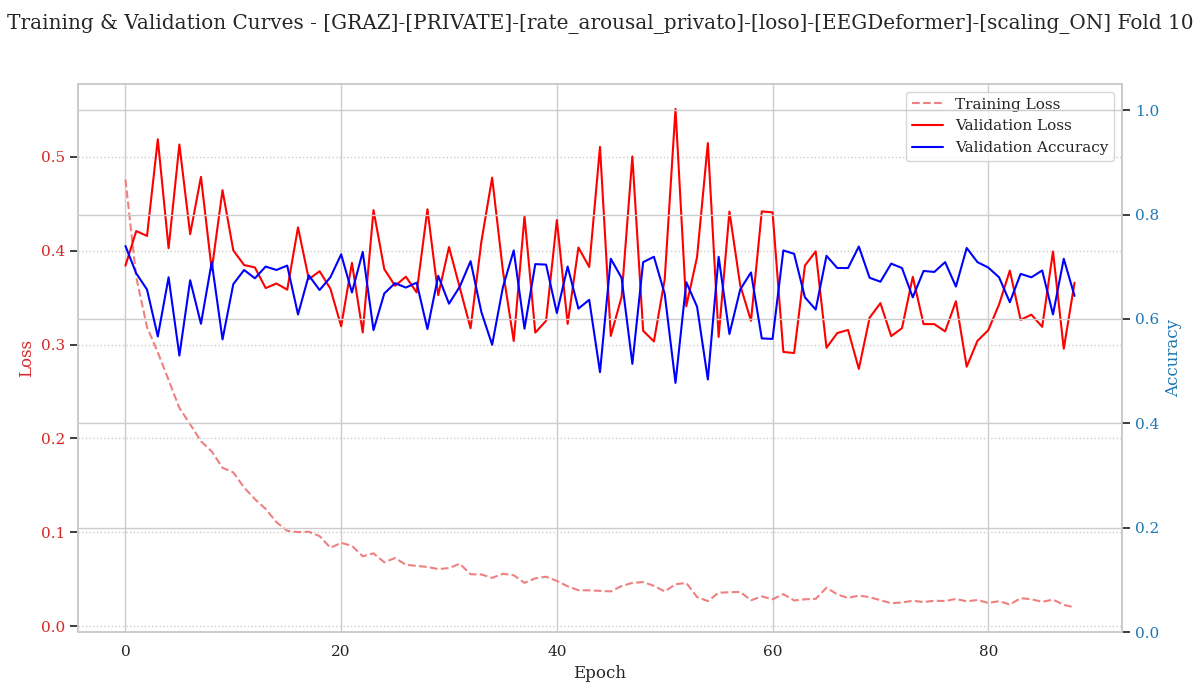 Training & Validation Curves - [GRAZ]-[PRIVATE]-[rate_arousal_privato]-[loso]-[EEGDeformer]-[scaling_ON] Fold 10
Training Loss
Validation Loss
Validation Accuracy
0.5
0.4
0.3
0.2
0.1
0.0
Loss
1.0
0.8
0.6
0.4
0.2
0.0
Accuracy
0
20
40
60
80
Epoch